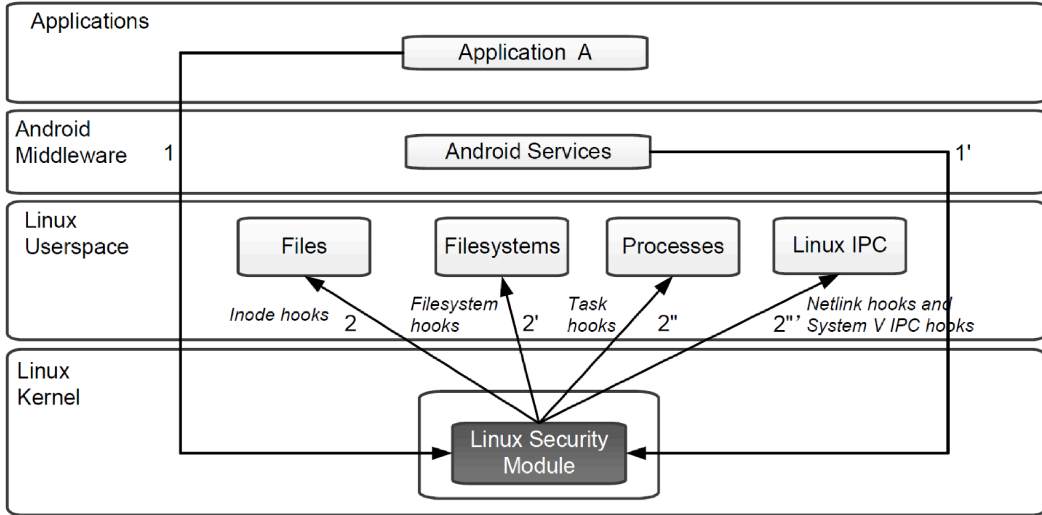 Applications
Application A
Android
Middleware
1
Android Services
1'
Linux
Userspace
Files
Filesystems
Processes
Linux IPC
Inode hooks
2
Filesystem
hooks
2'
Task
hooks
2"
2"'
Netlink hooks and
System V IPC hooks
Linux
Kernel
Linux Security
Module